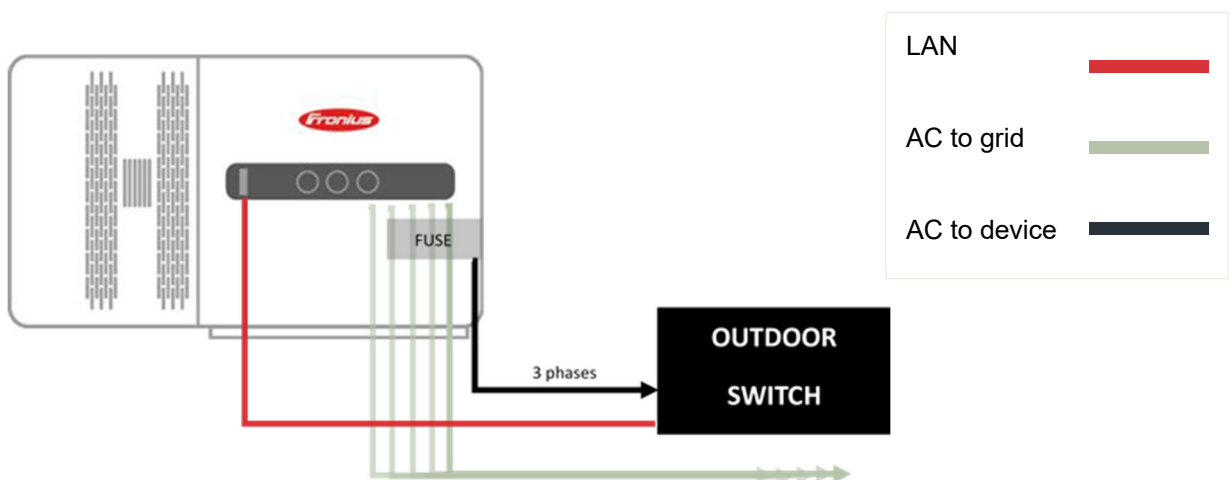 LAN
Fronius
AC to grid
AC to device
FUSE
OUTDOOR
SWITCH
3 phases